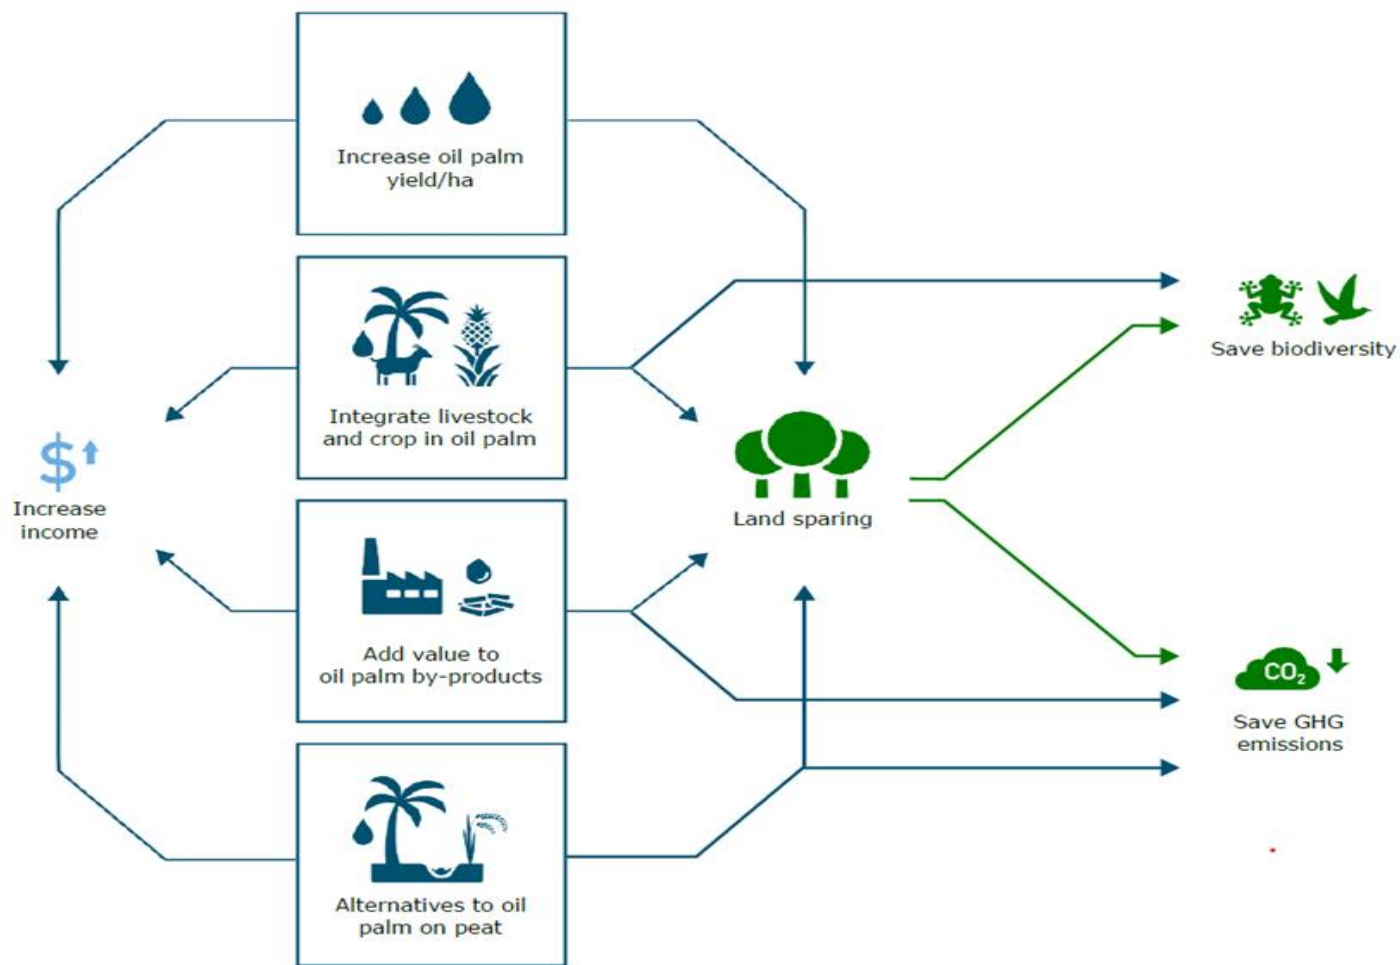 Increase oil palm
yield/ha
Integrate livestock
and crop in oil palm
Save biodiversity
$
Increase
income
Land sparing
Add value to
oil palm by-products
CO₂
Save GHG
emissions
Alternatives to oil
palm on peat